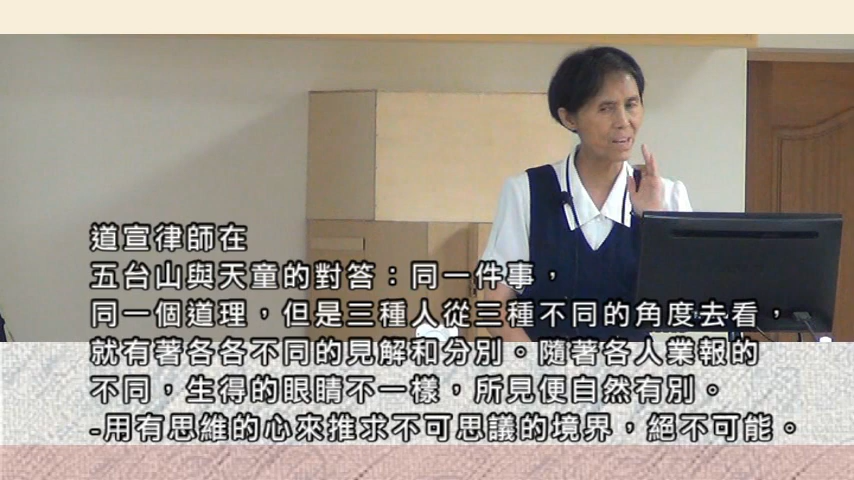 道宣律師在
五台山與天童的對答：同一件事，
同一個道理，但是三種人從三種不同的角度去看，
就有著各各不同的見解和分別。隨著各人業報的
不同，生得的眼睛不一樣，所見便自然有別。
-用有思維的心來推求不可思議的境界，絕不可能。